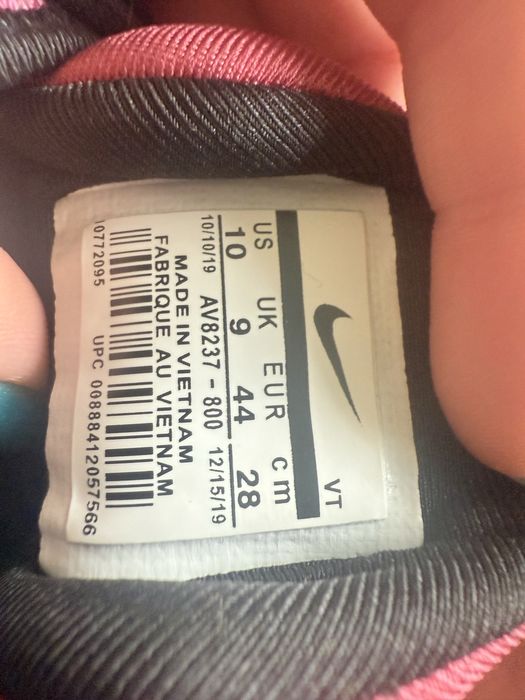 VT
US UK EUR cm
10 9 44 28
10/10/19 AV8237 - 800 12/15/19
MADE IN VIETNAM
FABRIQUE AU VIETNAM
10772095 UPC 00888412057566